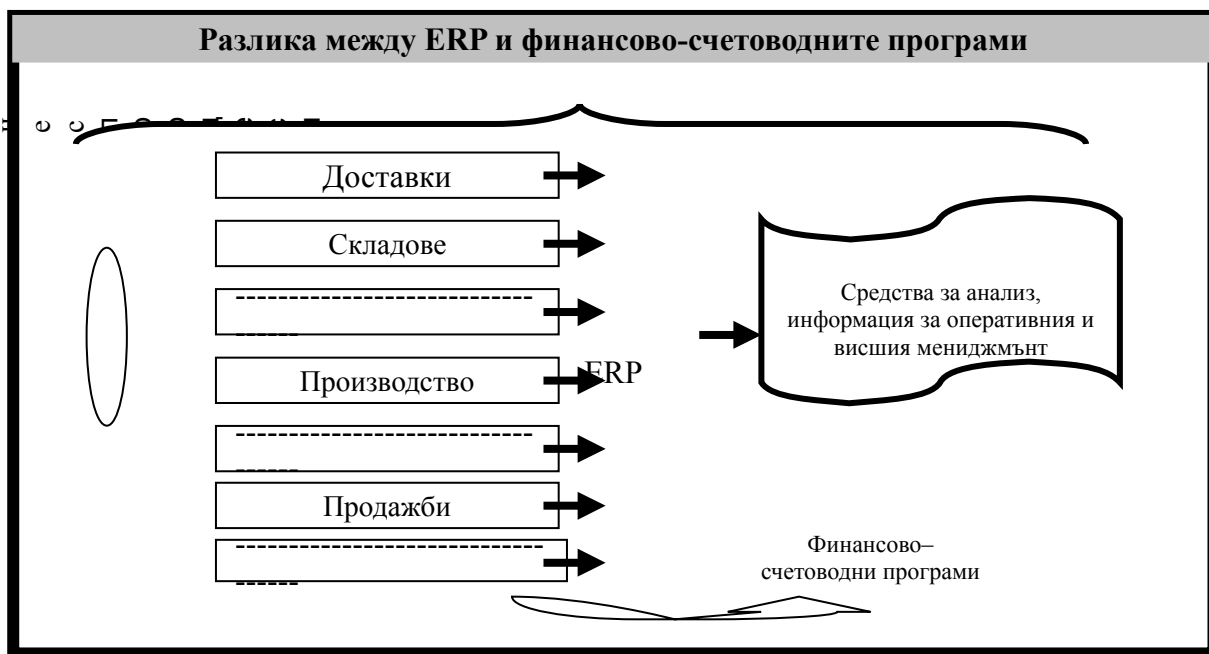 Разлика между ERP и финансово-счетоводните програми
Доставки
Складове
Средства за анализ,
информация за оперативния и
висшия мениджмънт
Производство
ERP
Продажби
Финансово–
счетоводни програми